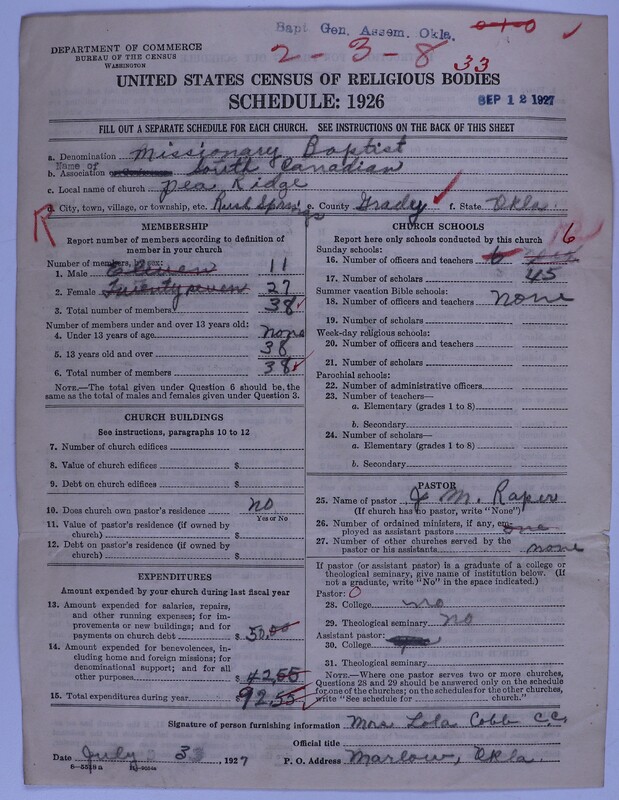 Bapt Gen. Assem. Okla.
2-3-8
33
DEPARTMENT OF COMMERCE
BUREAU OF THE CENSUS
WASHINGTON
UNITED STATES CENSUS OF RELIGIOUS BODIES
SCHEDULE: 1926
SEP 12 1927
FILL OUT A SEPARATE SCHEDULE FOR EACH CHURCH. SEE INSTRUCTIONS ON THE BACK OF THIS SHEET
a. Denomination Missionary Baptist
Name of
b. Association South Canadian
c. Local name of church Pea Ridge
d. City, town, village, or township, etc. Rush Springs e. County Grady f. State Okla.
MEMBERSHIP
Report number of members according to definition of
member in your church
Number of members, by sex:
1. Male Eleven 11
2. Female Twenty seven 27
3. Total number of members 38
Number of members under and over 13 years old:
4. Under 13 years of age none
5. 13 years old and over 38
6. Total number of members 38
NOTE.—The total given under Question 6 should be the
same as the total of males and females given under Question 3.
CHURCH BUILDINGS
See instructions, paragraphs 10 to 12
7. Number of church edifices
8. Value of church edifices $
9. Debt on church edifices $
10. Does church own pastor's residence no
Yes or No
11. Value of pastor's residence (if owned by
church) $
12. Debt on pastor's residence (if owned by
church) $
EXPENDITURES
Amount expended by your church during last fiscal year
13. Amount expended for salaries, repairs,
and other running expenses; for im-
provements or new buildings; and for
payments on church debt $ 50.00
14. Amount expended for benevolences,
including home and foreign missions; for
denominational support; and for all
other purposes $ 42.55
15. Total expenditures during year $ 92.55
CHURCH SCHOOLS
Report here only schools conducted by this church
Sunday schools:
16. Number of officers and teachers 6 6
17. Number of scholars 45
Summer vacation Bible schools:
18. Number of officers and teachers none
19. Number of scholars
Week-day religious schools:
20. Number of officers and teachers
21. Number of scholars
Parochial schools:
22. Number of administrative officers
23. Number of teachers—
a. Elementary (grades 1 to 8)
b. Secondary
24. Number of scholars—
a. Elementary (grades 1 to 8)
b. Secondary
PASTOR
25. Name of pastor J M. Raper
(If church has no pastor, write "None")
26. Number of ordained ministers, if any, em-
ployed as assistant pastors one
27. Number of other churches served by the
pastor or his assistants none
If pastor (or assistant pastor) is a graduate of a college or
theological seminary, give name of institution below. (If
not a graduate, write "No" in the space indicated.)
Pastor: 0
28. College no
29. Theological seminary no
Assistant pastor:
30. College
31. Theological seminary
NOTE.—Where one pastor serves two or more churches,
Questions 28 and 29 should be answered only on the schedule
for one of the churches; on the schedules for the other churches,
write "See schedule for church."
Signature of person furnishing information Mrs Lola Cobb C.C.
Official title
Date July 3, 1927 P. O. Address Marlow, Okla.